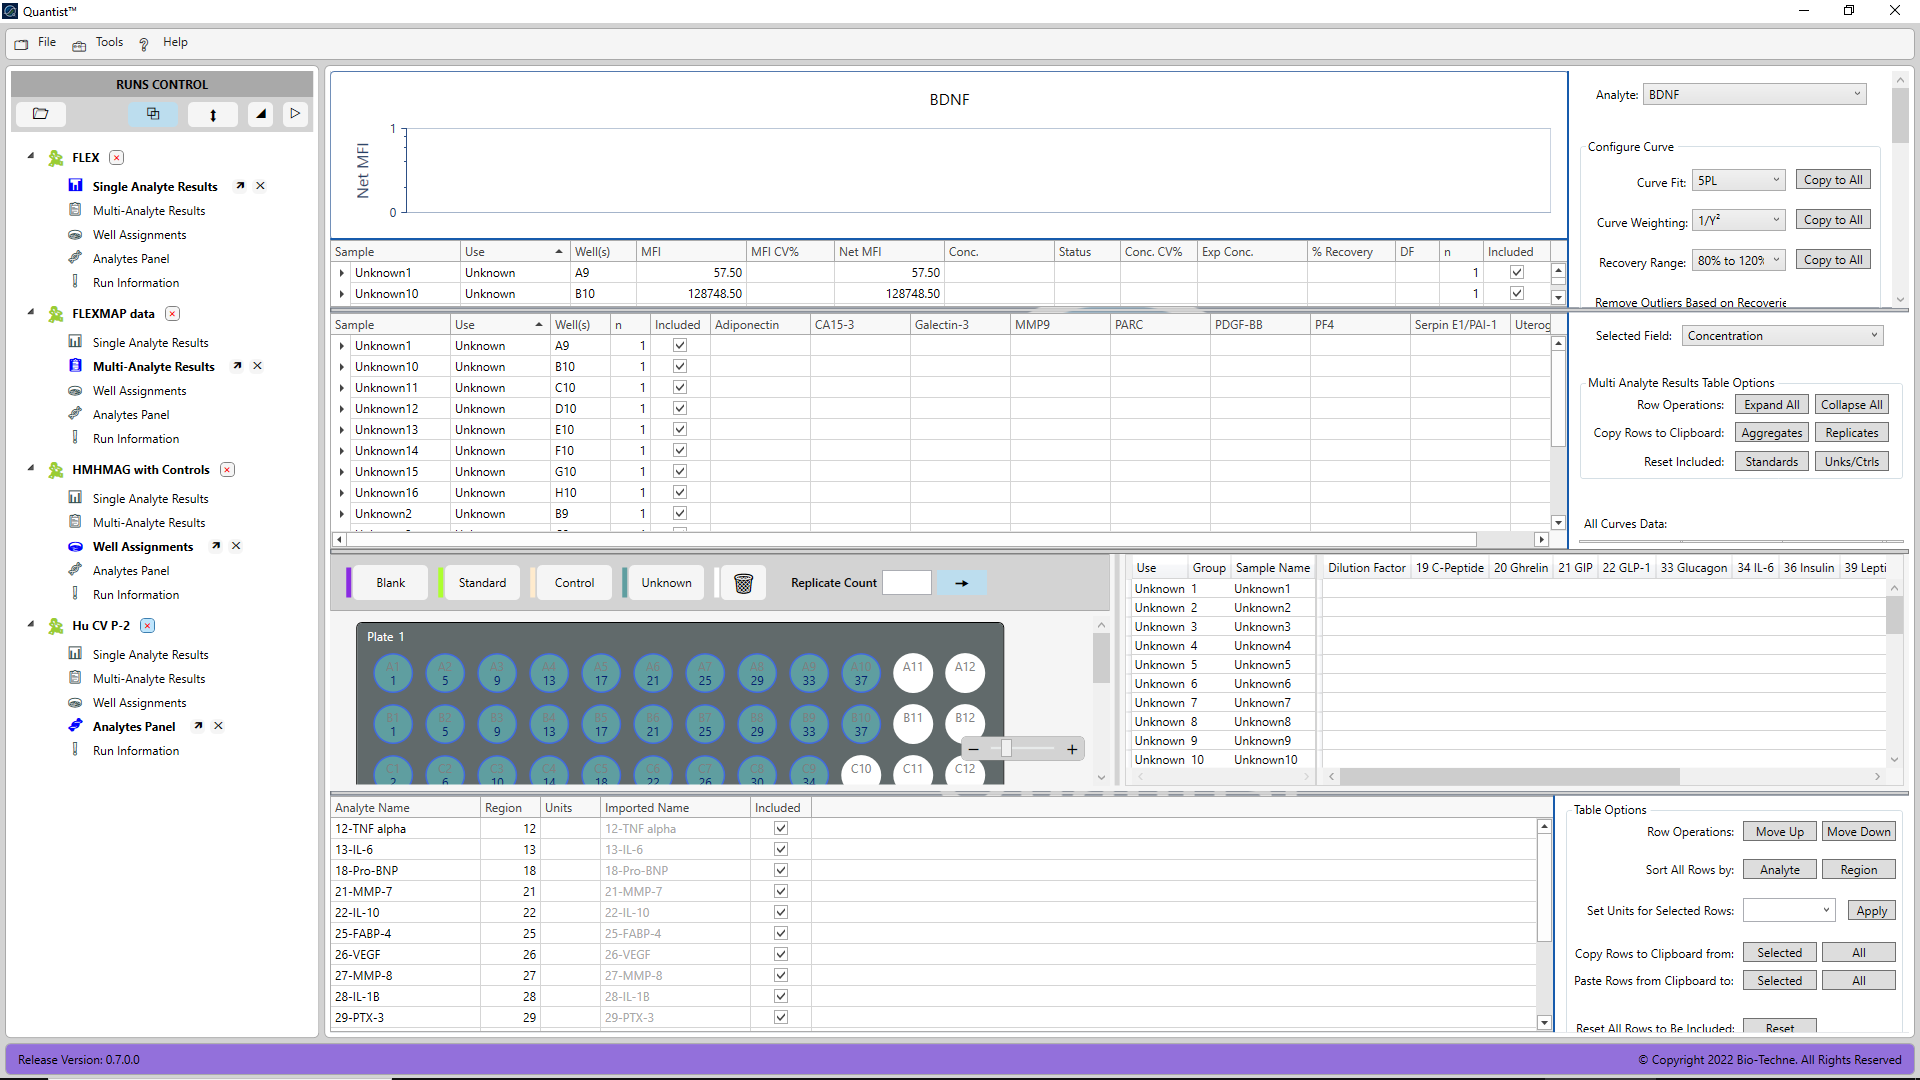 Quantist™
File Tools Help
RUNS CONTROL
FLEX
Single Analyte Results
Multi-Analyte Results
Well Assignments
Analytes Panel
Run Information
FLEXMAP data
Single Analyte Results
Multi-Analyte Results
Well Assignments
Analytes Panel
Run Information
HMHMAG with Controls
Single Analyte Results
Multi-Analyte Results
Well Assignments
Analytes Panel
Run Information
Hu CV P-2
Single Analyte Results
Multi-Analyte Results
Well Assignments
Analytes Panel
Run Information
BDNF
Net MFI
1
0
Sample Use Well(s) MFI MFI CV% Net MFI Conc. Status Conc. CV% Exp Conc. % Recovery DF n Included
Unknown1 Unknown A9 57.50 57.50 1
Unknown10 Unknown B10 128748.50 128748.50 1
Analyte: BDNF
Configure Curve
Curve Fit: 5PL Copy to All
Curve Weighting: 1/Y² Copy to All
Recovery Range: 80% to 120% Copy to All
Remove Outliers Based on Recoverie
Sample Use Well(s) n Included Adiponectin CA15-3 Galectin-3 MMP9 PARC PDGF-BB PF4 Serpin E1/PAI-1 Uterog
Unknown1 Unknown A9 1
Unknown10 Unknown B10 1
Unknown11 Unknown C10 1
Unknown12 Unknown D10 1
Unknown13 Unknown E10 1
Unknown14 Unknown F10 1
Unknown15 Unknown G10 1
Unknown16 Unknown H10 1
Unknown2 Unknown B9 1
Selected Field: Concentration
Multi Analyte Results Table Options
Row Operations: Expand All Collapse All
Copy Rows to Clipboard: Aggregates Replicates
Reset Included: Standards Unks/Ctrls
All Curves Data:
Blank Standard Control Unknown Replicate Count
Plate 1
A1 A2 A3 A4 A5 A6 A7 A8 A9 A10 A11 A12
1 5 9 13 17 21 25 29 33 37
B1 B2 B3 B4 B5 B6 B7 B8 B9 B10 B11 B12
1 5 9 13 17 21 25 29 33 37
C1 C2 C3 C4 C5 C6 C7 C8 C9 C10 C11 C12
2 6 10 14 18 22 26 30 34
Use Group Sample Name Dilution Factor 19 C-Peptide 20 Ghrelin 21 GIP 22 GLP-1 33 Glucagon 34 IL-6 36 Insulin 39 Lepti
Unknown 1 Unknown1
Unknown 2 Unknown2
Unknown 3 Unknown3
Unknown 4 Unknown4
Unknown 5 Unknown5
Unknown 6 Unknown6
Unknown 7 Unknown7
Unknown 8 Unknown8
Unknown 9 Unknown9
Unknown 10 Unknown10
Analyte Name Region Units Imported Name Included
12-TNF alpha 12 12-TNF alpha
13-IL-6 13 13-IL-6
18-Pro-BNP 18 18-Pro-BNP
21-MMP-7 21 21-MMP-7
22-IL-10 22 22-IL-10
25-FABP-4 25 25-FABP-4
26-VEGF 26 26-VEGF
27-MMP-8 27 27-MMP-8
28-IL-1B 28 28-IL-1B
29-PTX-3 29 29-PTX-3
Table Options
Row Operations: Move Up Move Down
Sort All Rows by: Analyte Region
Set Units for Selected Rows: Apply
Copy Rows to Clipboard from: Selected All
Paste Rows from Clipboard to: Selected All
Reset All Rows to Be Included: Reset
Release Version: 0.7.0.0
© Copyright 2022 Bio-Techne. All Rights Reserved